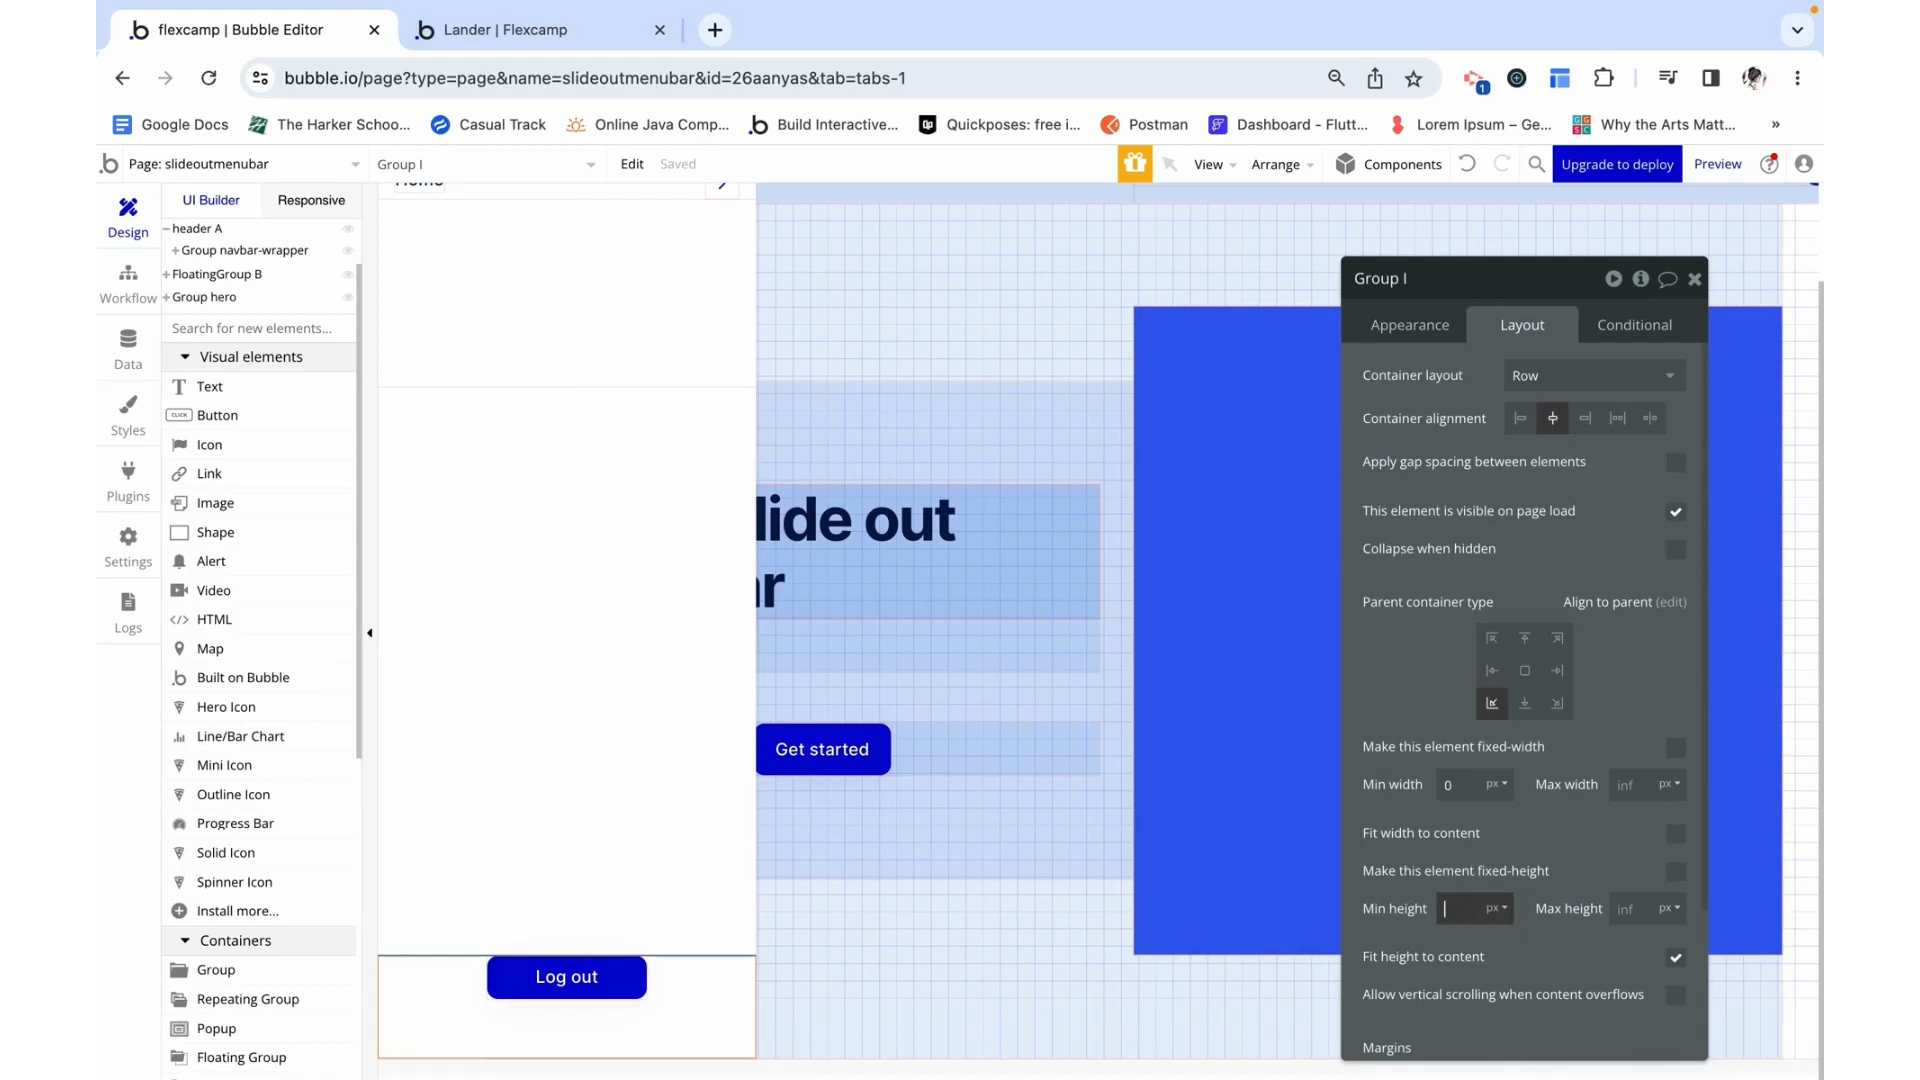 flexcamp | Bubble Editor
Lander | Flexcamp
bubble.io/page?type=page&name=slideoutmenubar&id=26aanyas&tab=tabs-1
1
Google Docs
The Harker Schoo...
Casual Track
Online Java Comp...
Build Interactive...
Quickposes: free i...
Postman
Dashboard - Flutt...
Lorem Ipsum – Ge...
Why the Arts Matt...
Page: slideoutmenubar
Group I
Edit
Saved
View
Arrange
Components
Upgrade to deploy
Preview
Design
Workflow
Data
Styles
Plugins
Settings
Logs
UI Builder
Responsive
header A
Group navbar-wrapper
FloatingGroup B
Group hero
Search for new elements...
Visual elements
Text
CLICK
Button
Icon
Link
Image
Shape
Alert
Video
HTML
Map
Built on Bubble
Hero Icon
Line/Bar Chart
Mini Icon
Outline Icon
Progress Bar
Solid Icon
Spinner Icon
Install more...
Containers
Group
Repeating Group
Popup
Floating Group
Home
lide out
ar
Get started
Log out
Group I
Appearance
Layout
Conditional
Container layout
Row
Container alignment
Apply gap spacing between elements
This element is visible on page load
Collapse when hidden
Parent container type
Align to parent (edit)
Make this element fixed-width
Min width 0 px
Max width inf px
Fit width to content
Make this element fixed-height
Min height px
Max height inf px
Fit height to content
Allow vertical scrolling when content overflows
Margins